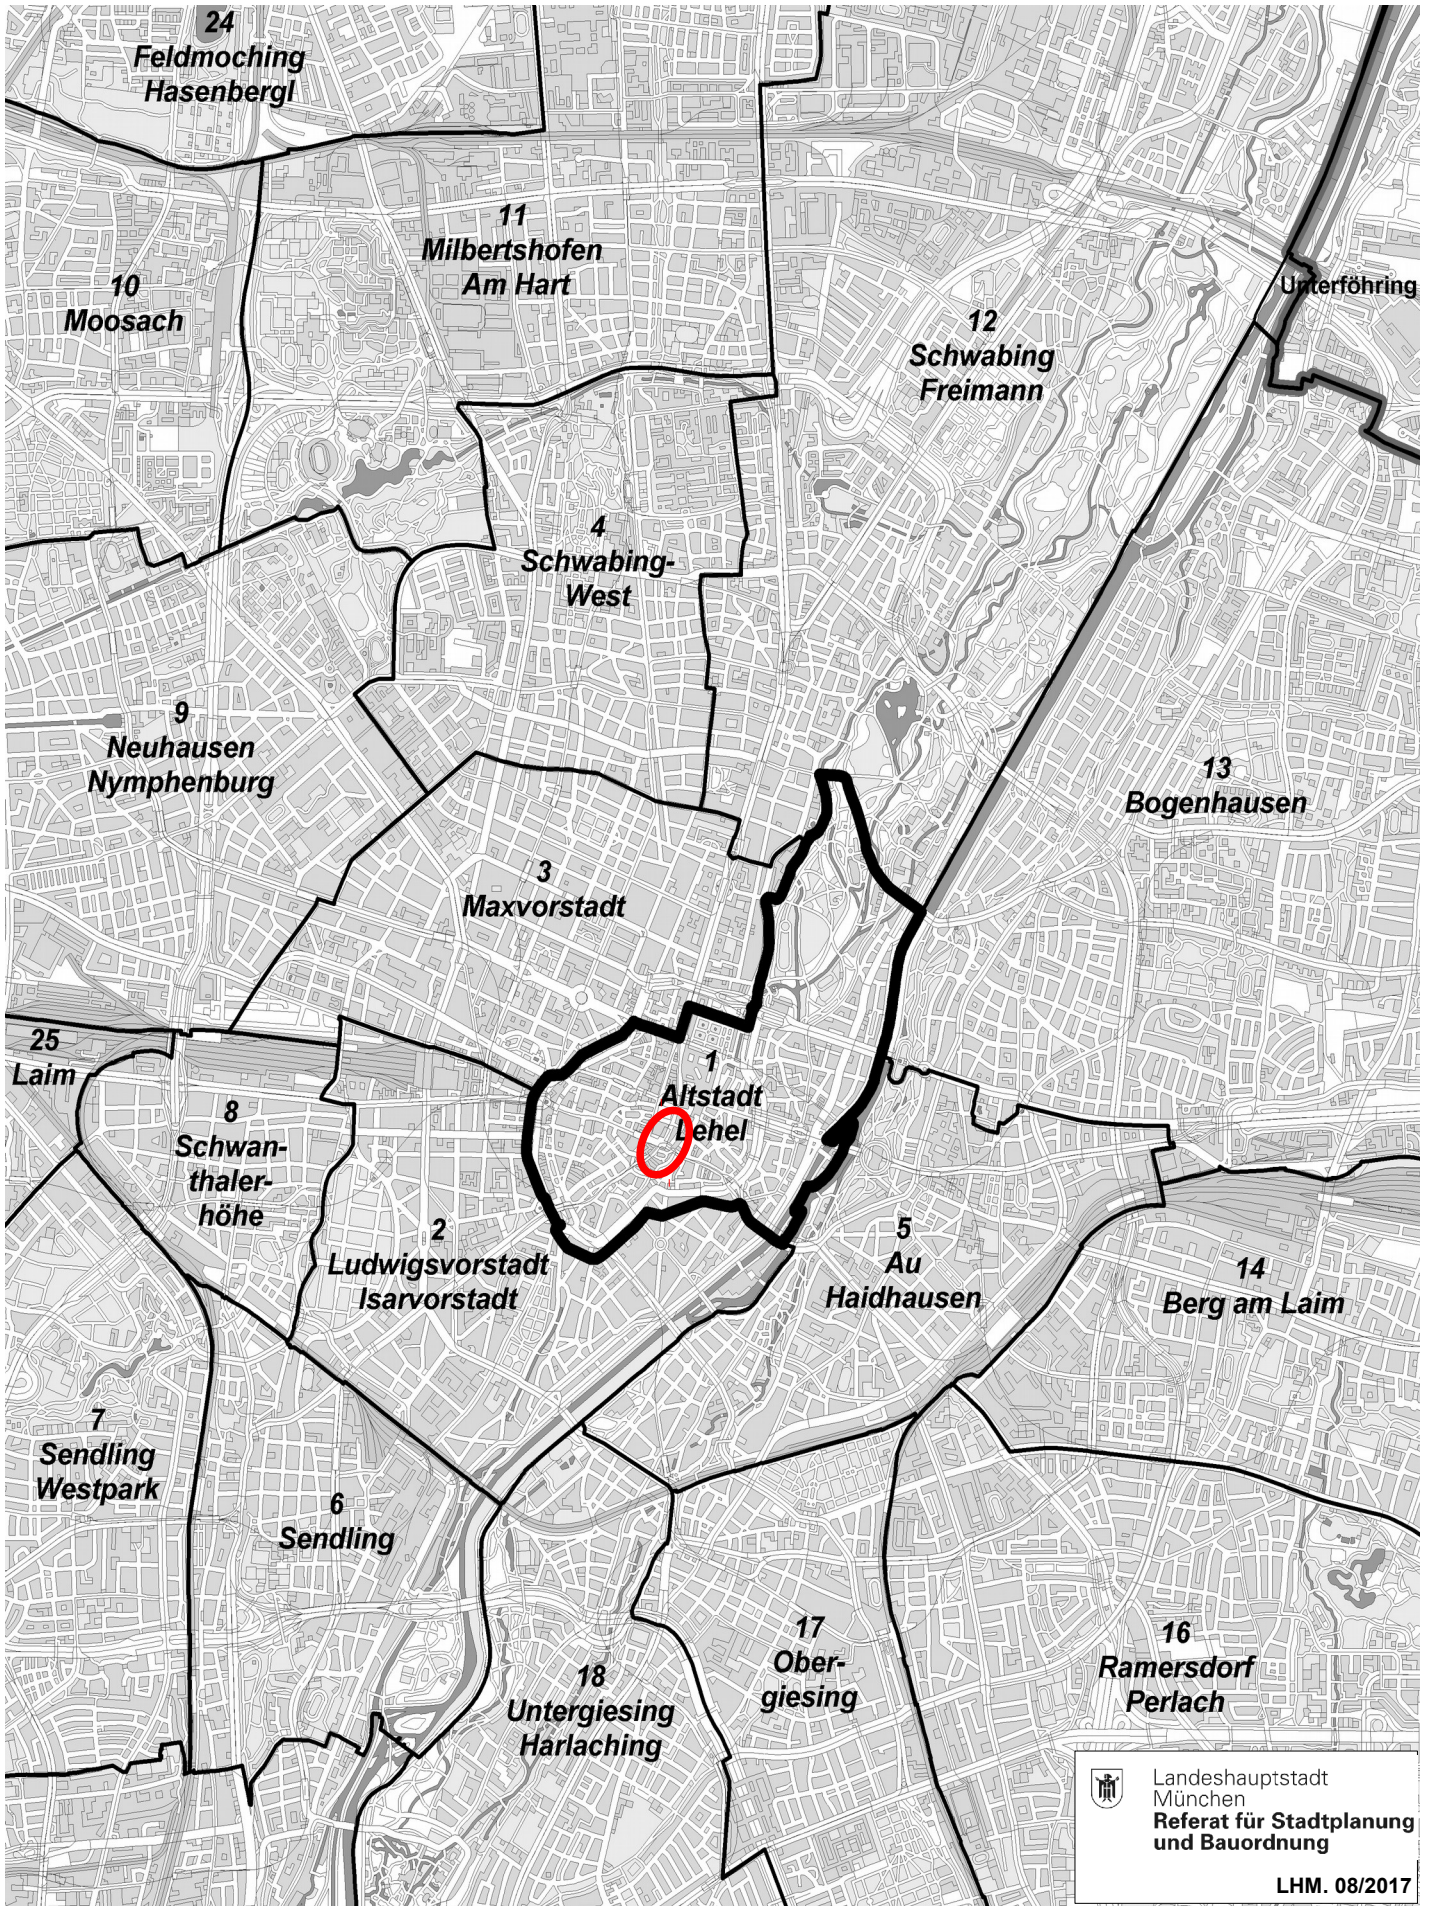 24
Feldmoching
Hasenbergl
11
Milbertshofen
Am Hart
10
Moosach
Unterföhring
12
Schwabing
Freimann
4
Schwabing-
West
9
Neuhausen
Nymphenburg
13
Bogenhausen
3
Maxvorstadt
25
Laim
1
Altstadt
Lehel
8
Schwan-
thaler-
höhe
2
Ludwigsvorstadt
Isarvorstadt
5
Au
Haidhausen
14
Berg am Laim
7
Sendling
Westpark
6
Sendling
17
Ober-
giesing
16
Ramersdorf
Perlach
18
Untergiesing
Harlaching
Landeshauptstadt
München
Referat für Stadtplanung
und Bauordnung
LHM. 08/2017